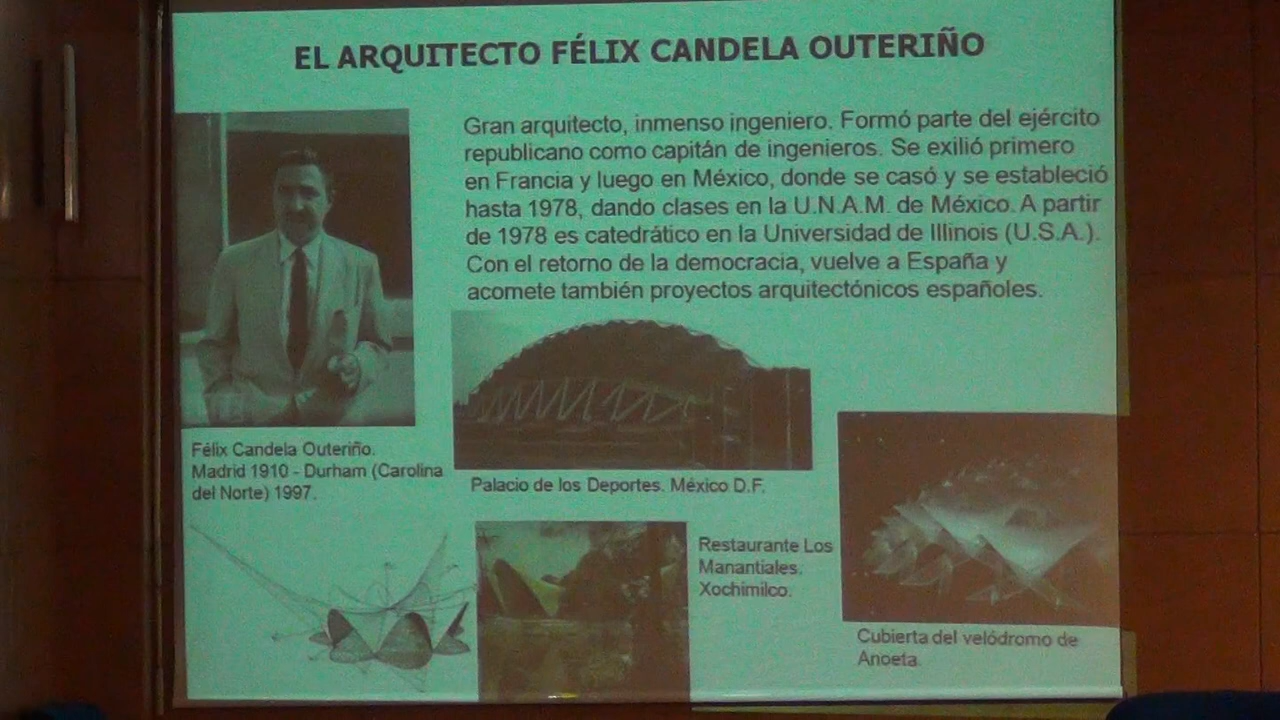 EL ARQUITECTO FÉLIX CANDELA OUTERIÑO
Gran arquitecto, inmenso ingeniero. Formó parte del ejército
republicano como capitán de ingenieros. Se exilió primero
en Francia y luego en México, donde se casó y se estableció
hasta 1978, dando clases en la U.N.A.M. de México. A partir
de 1978 es catedrático en la Universidad de Illinois (U.S.A.).
Con el retorno de la democracia, vuelve a España y
acomete también proyectos arquitectónicos españoles.
Félix Candela Outeriño.
Madrid 1910 - Durham (Carolina
del Norte) 1997.
Palacio de los Deportes. México D.F.
Restaurante Los
Manantiales.
Xochimilco.
Cubierta del velódromo de
Anoeta.